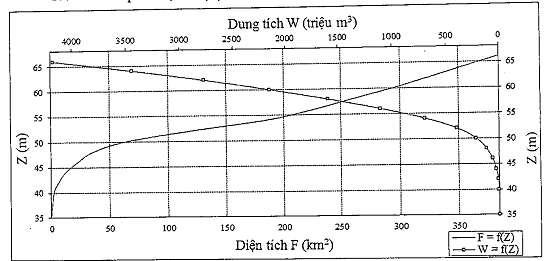 Dung tích W (triệu m³)
4000 3500 3000 2500 2000 1500 1000 500 0
65 65
60 60
55 55
50 50
45 45
40 40
35 35
Z (m)
Z (m)
0 50 100 150 200 250 300 350
Diện tích F (km²)
F = f(Z)
W = f(Z)